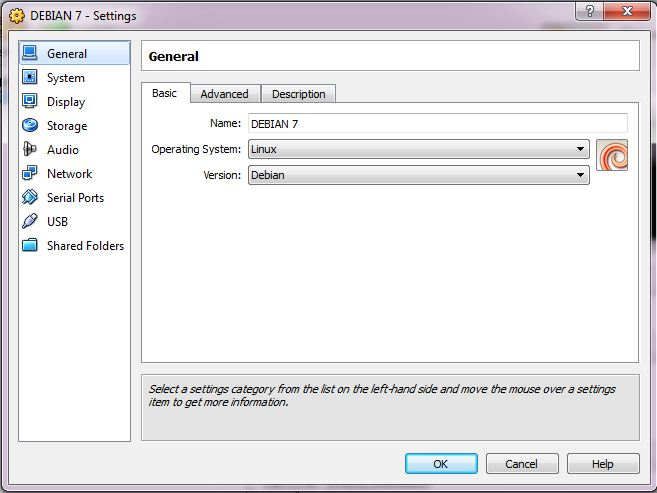 DEBIAN 7 - Settings
General
System
Display
Storage
Audio
Network
Serial Ports
USB
Shared Folders
General
Basic
Advanced
Description
Name: DEBIAN 7
Operating System: Linux
Version: Debian
Select a settings category from the list on the left-hand side and move the mouse over a settings
item to get more information.
OK
Cancel
Help